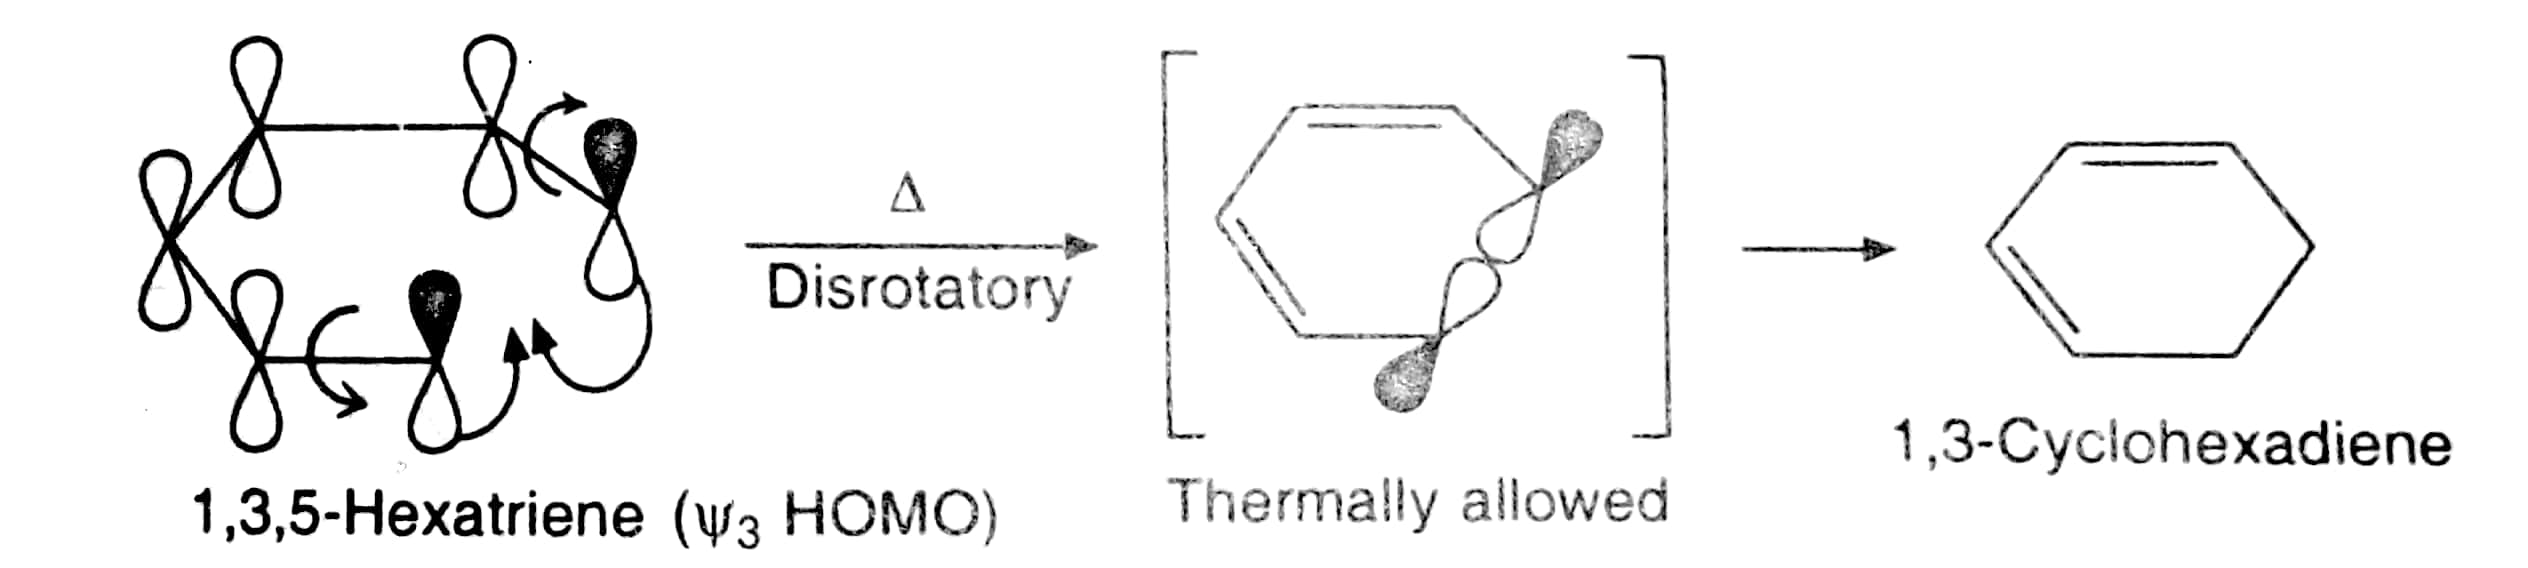 Δ
Disrotatory
1,3,5-Hexatriene (ψ₃ HOMO)
Thermally allowed
1,3-Cyclohexadiene